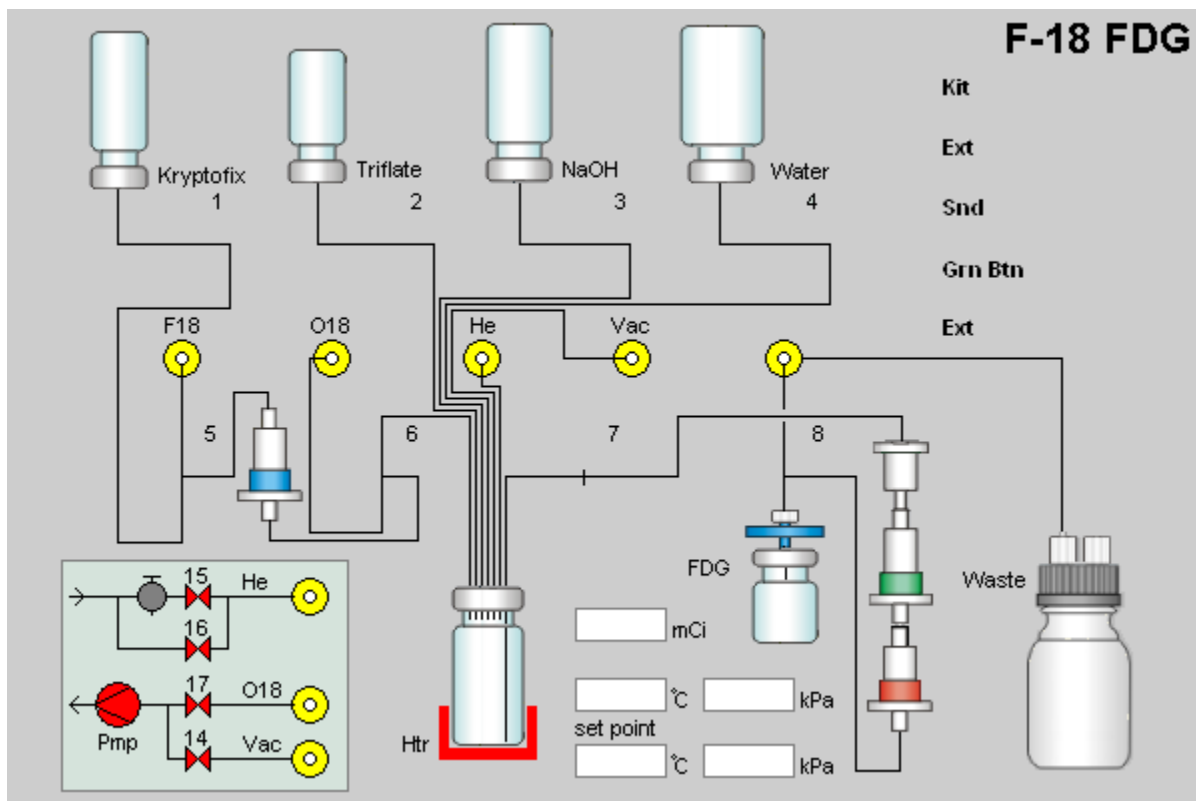 F-18 FDG
Kit
Ext
Snd
Grn Btn
Ext
Kryptofix
1
Triflate
2
NaOH
3
Water
4
F18
O18
He
Vac
5
6
7
8
FDG
Waste
15
He
16
17
O18
Pmp
14
Vac
Htr
mCi
°C
kPa
set point
°C
kPa